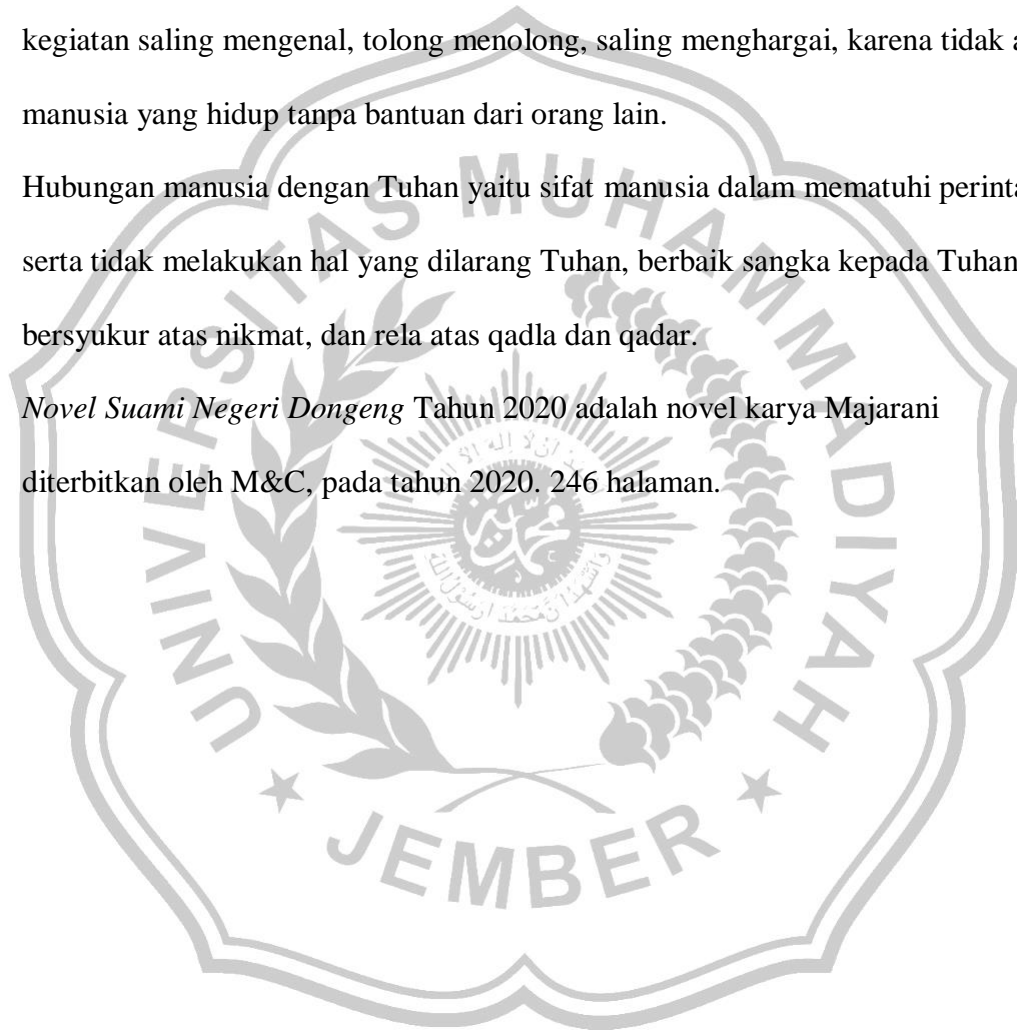 kegiatan saling mengenal, tolong menolong, saling menghargai, karena tidak
manusia yang hidup tanpa bantuan dari orang lain.
Hubungan manusia dengan Tuhan yaitu sifat manusia dalam mematuhi
serta tidak melakukan hal yang dilarang Tuhan, berbaik sangka kepada Tuhan
bersyukur atas nikmat, dan rela atas qadla dan qadar.
Novel Suami Negeri Dongeng Tahun 2020 adalah novel karya Majarani
diterbitkan oleh M&C, pada tahun 2020. 246 halaman.
UNIVERSITAS MUHAMMADIYAH
JEMBER